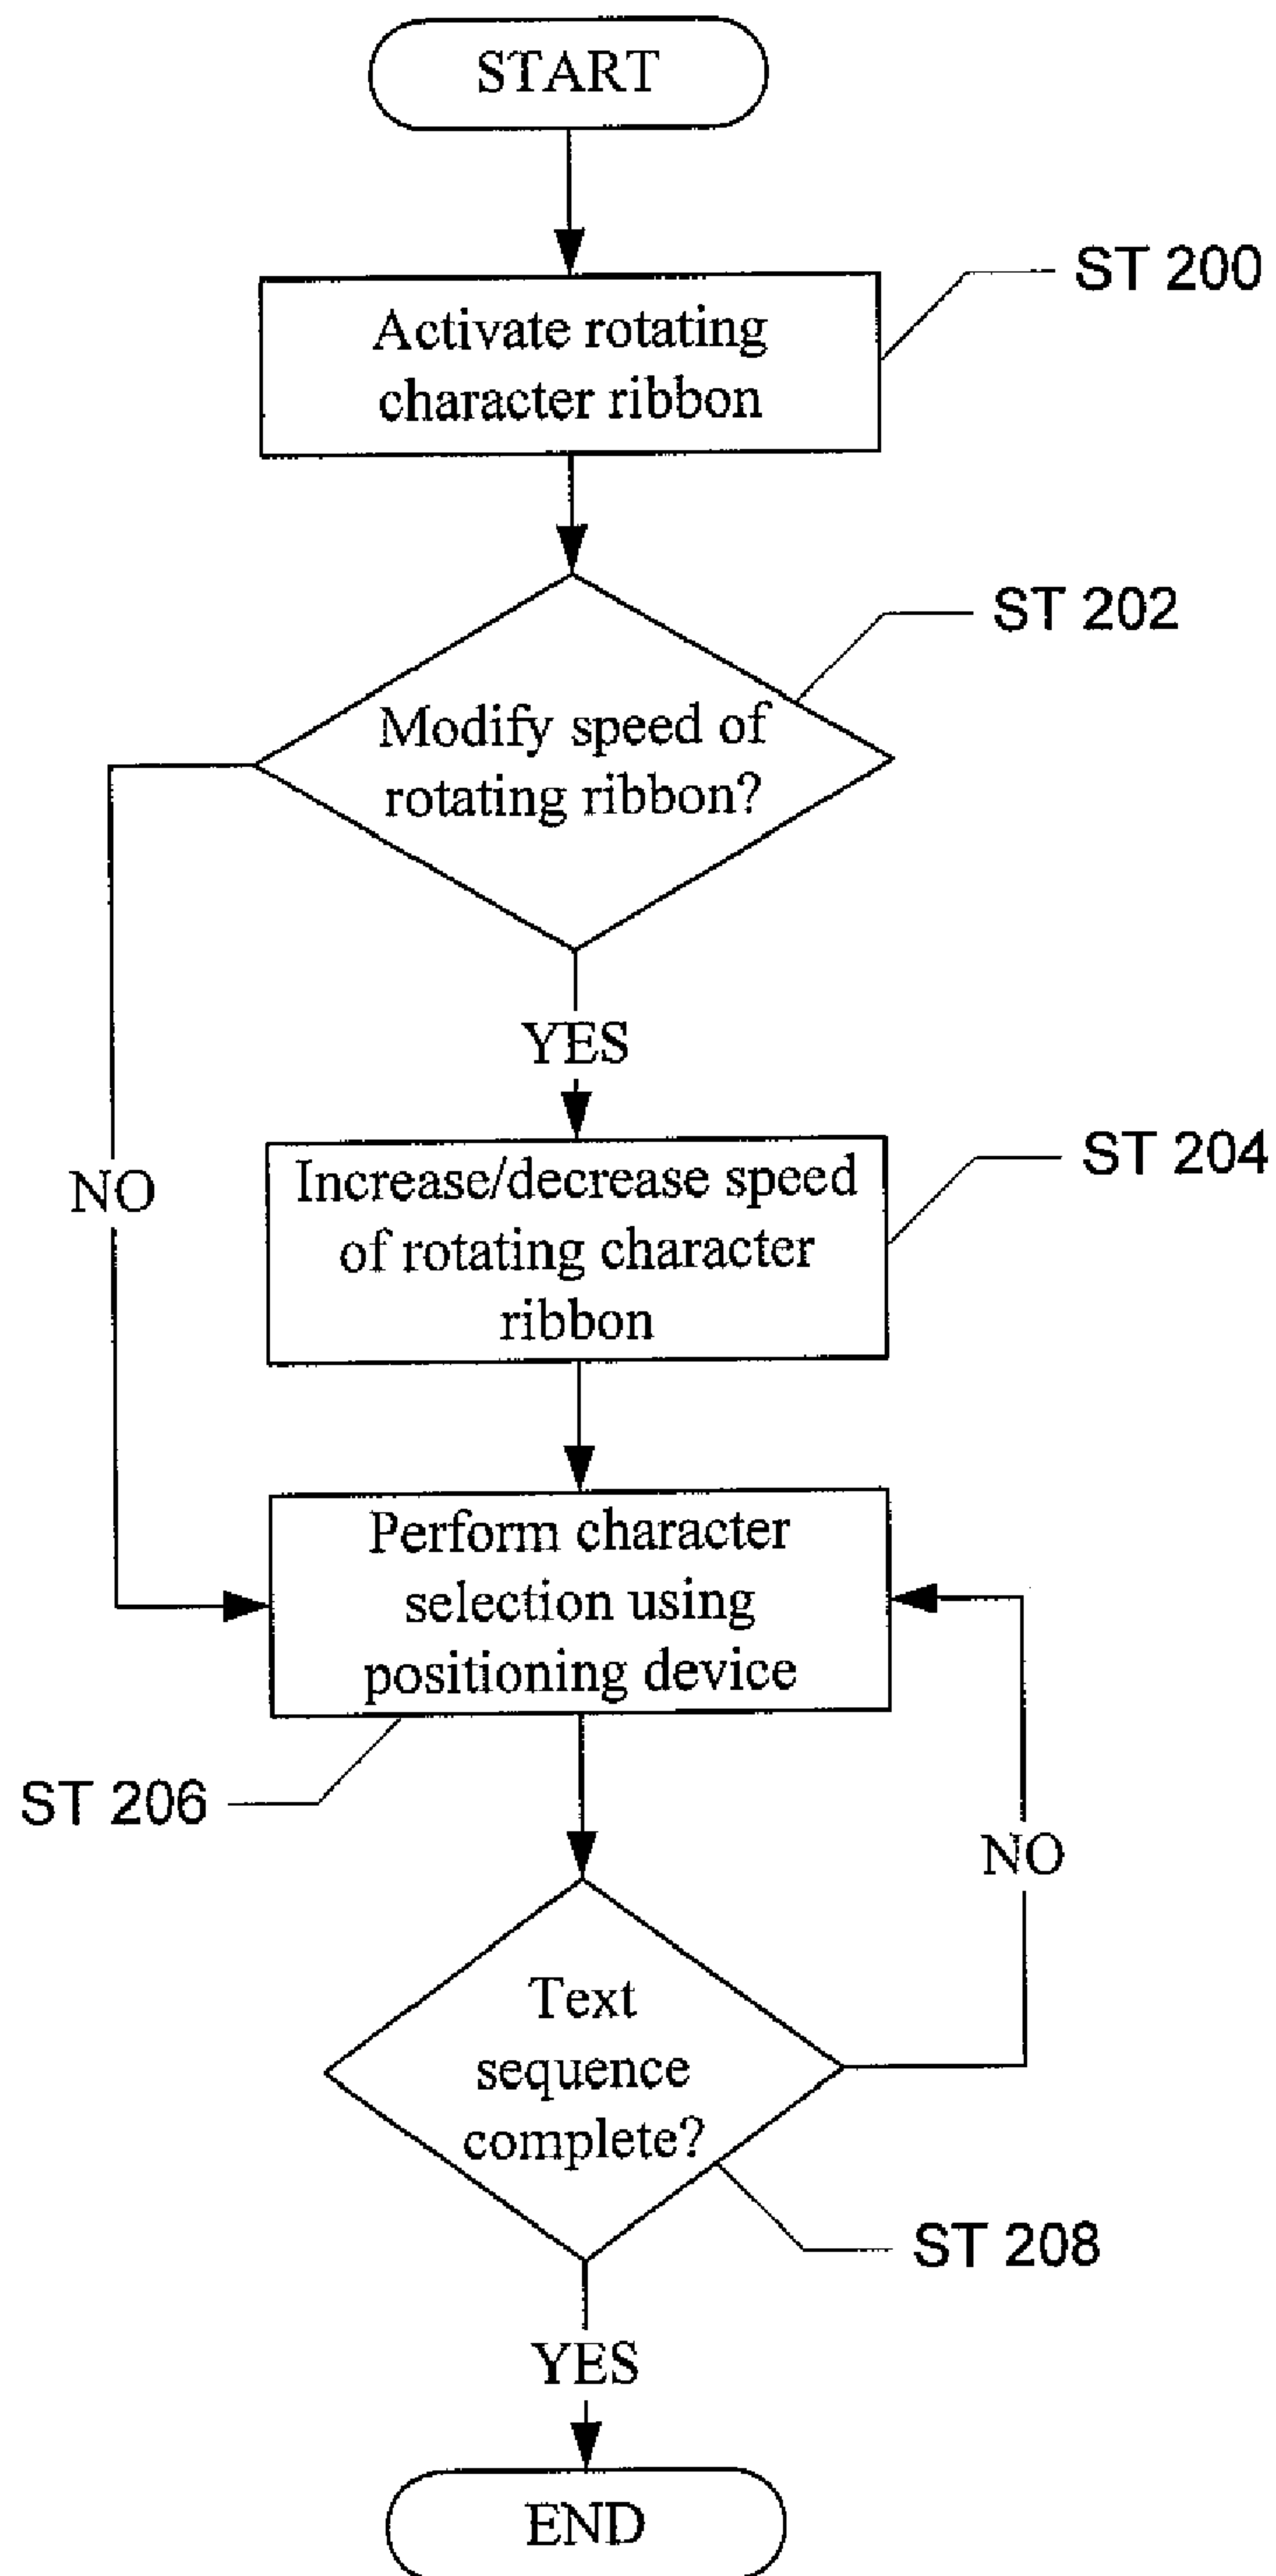 START
ST 200
Activate rotating
character ribbon
ST 202
Modify speed of
rotating ribbon?
YES
ST 204
Increase/decrease speed
of rotating character
ribbon
NO
Perform character
selection using
positioning device
ST 206
NO
Text
sequence
complete?
ST 208
YES
END